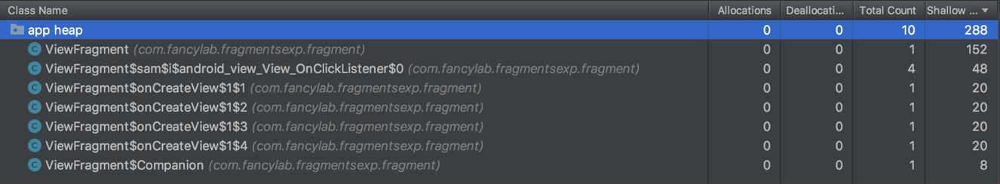 Class Name Allocations Deallocati... Total Count Shallow ...
app heap 0 0 10 288
ViewFragment (com.fancylab.fragmentsexp.fragment) 0 0 1 152
ViewFragment$sam$i$android_view_View_OnClickListener$0 (com.fancylab.fragmentsexp.fragment) 0 0 4 48
ViewFragment$onCreateView$1$1 (com.fancylab.fragmentsexp.fragment) 0 0 1 20
ViewFragment$onCreateView$1$2 (com.fancylab.fragmentsexp.fragment) 0 0 1 20
ViewFragment$onCreateView$1$3 (com.fancylab.fragmentsexp.fragment) 0 0 1 20
ViewFragment$onCreateView$1$4 (com.fancylab.fragmentsexp.fragment) 0 0 1 20
ViewFragment$Companion (com.fancylab.fragmentsexp.fragment) 0 0 1 8